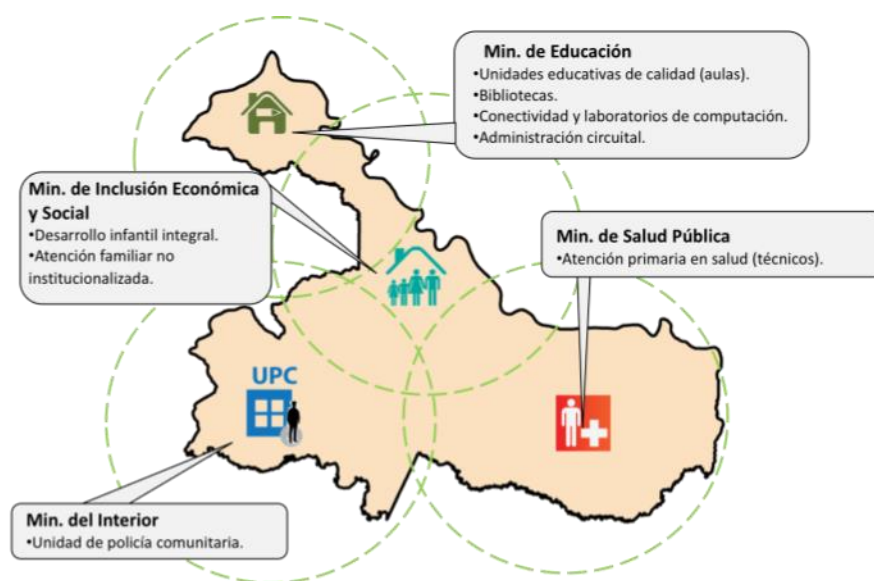 Min. de Educación
•Unidades educativas de calidad (aulas).
•Bibliotecas.
•Conectividad y laboratorios de computación.
•Administración circuital.
Min. de Inclusión Económica
y Social
•Desarrollo infantil integral.
•Atención familiar no
institucionalizada.
Min. de Salud Pública
•Atención primaria en salud (técnicos).
UPC
Min. del Interior
•Unidad de policía comunitaria.